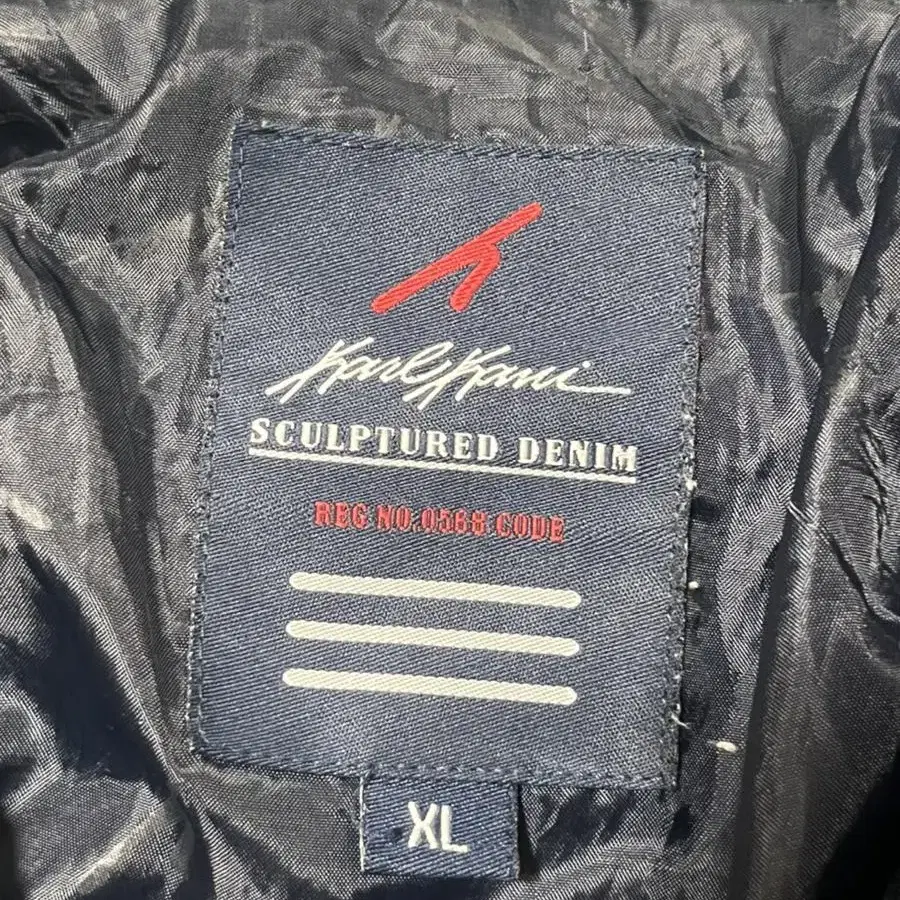 Karl Kani
SCULPTURED DENIM
REG NO.0568 CODE
XL